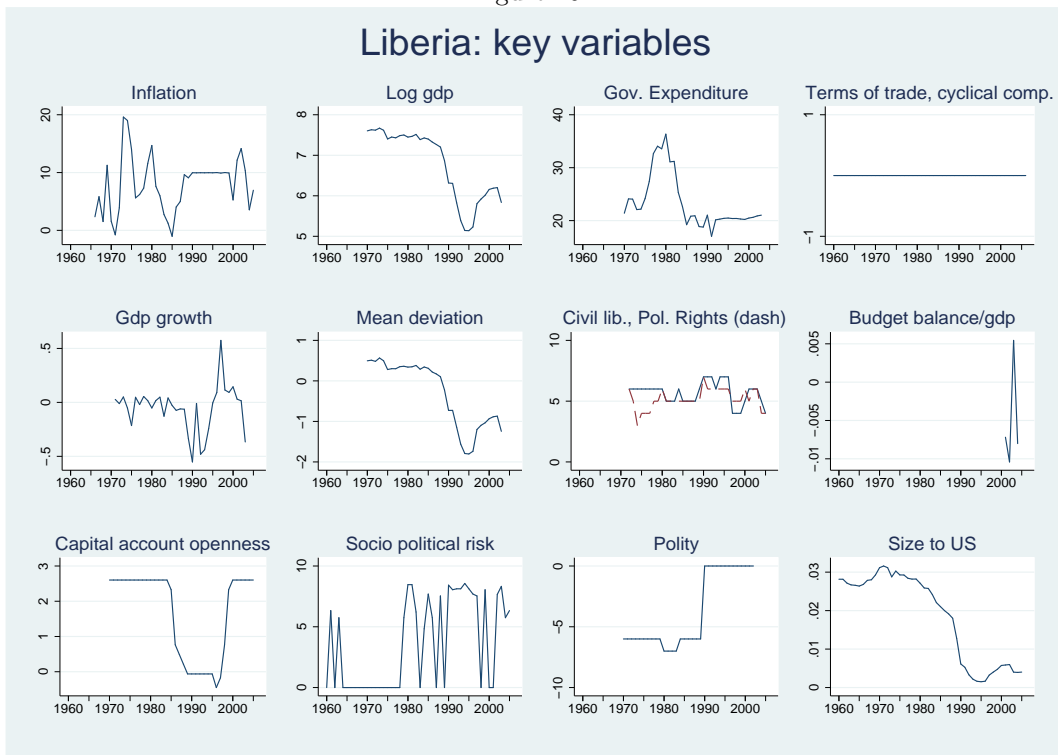 Liberia: key variables
Inflation
20
10
0
1960 1970 1980 1990 2000
Log gdp
8
7
6
5
1960 1970 1980 1990 2000
Gov. Expenditure
40
30
20
1960 1970 1980 1990 2000
Terms of trade, cyclical comp.
1
−1
1960 1970 1980 1990 2000
Gdp growth
.5
0
−.5
1960 1970 1980 1990 2000
Mean deviation
1
0
−1
−2
1960 1970 1980 1990 2000
Civil lib., Pol. Rights (dash)
10
5
0
1960 1970 1980 1990 2000
Budget balance/gdp
.005
0
−.005
−.01
1960 1970 1980 1990 2000
Capital account openness
3
2
1
0
1960 1970 1980 1990 2000
Socio political risk
10
5
0
1960 1970 1980 1990 2000
Polity
0
−5
−10
1960 1970 1980 1990 2000
Size to US
.03
.02
.01
0
1960 1970 1980 1990 2000